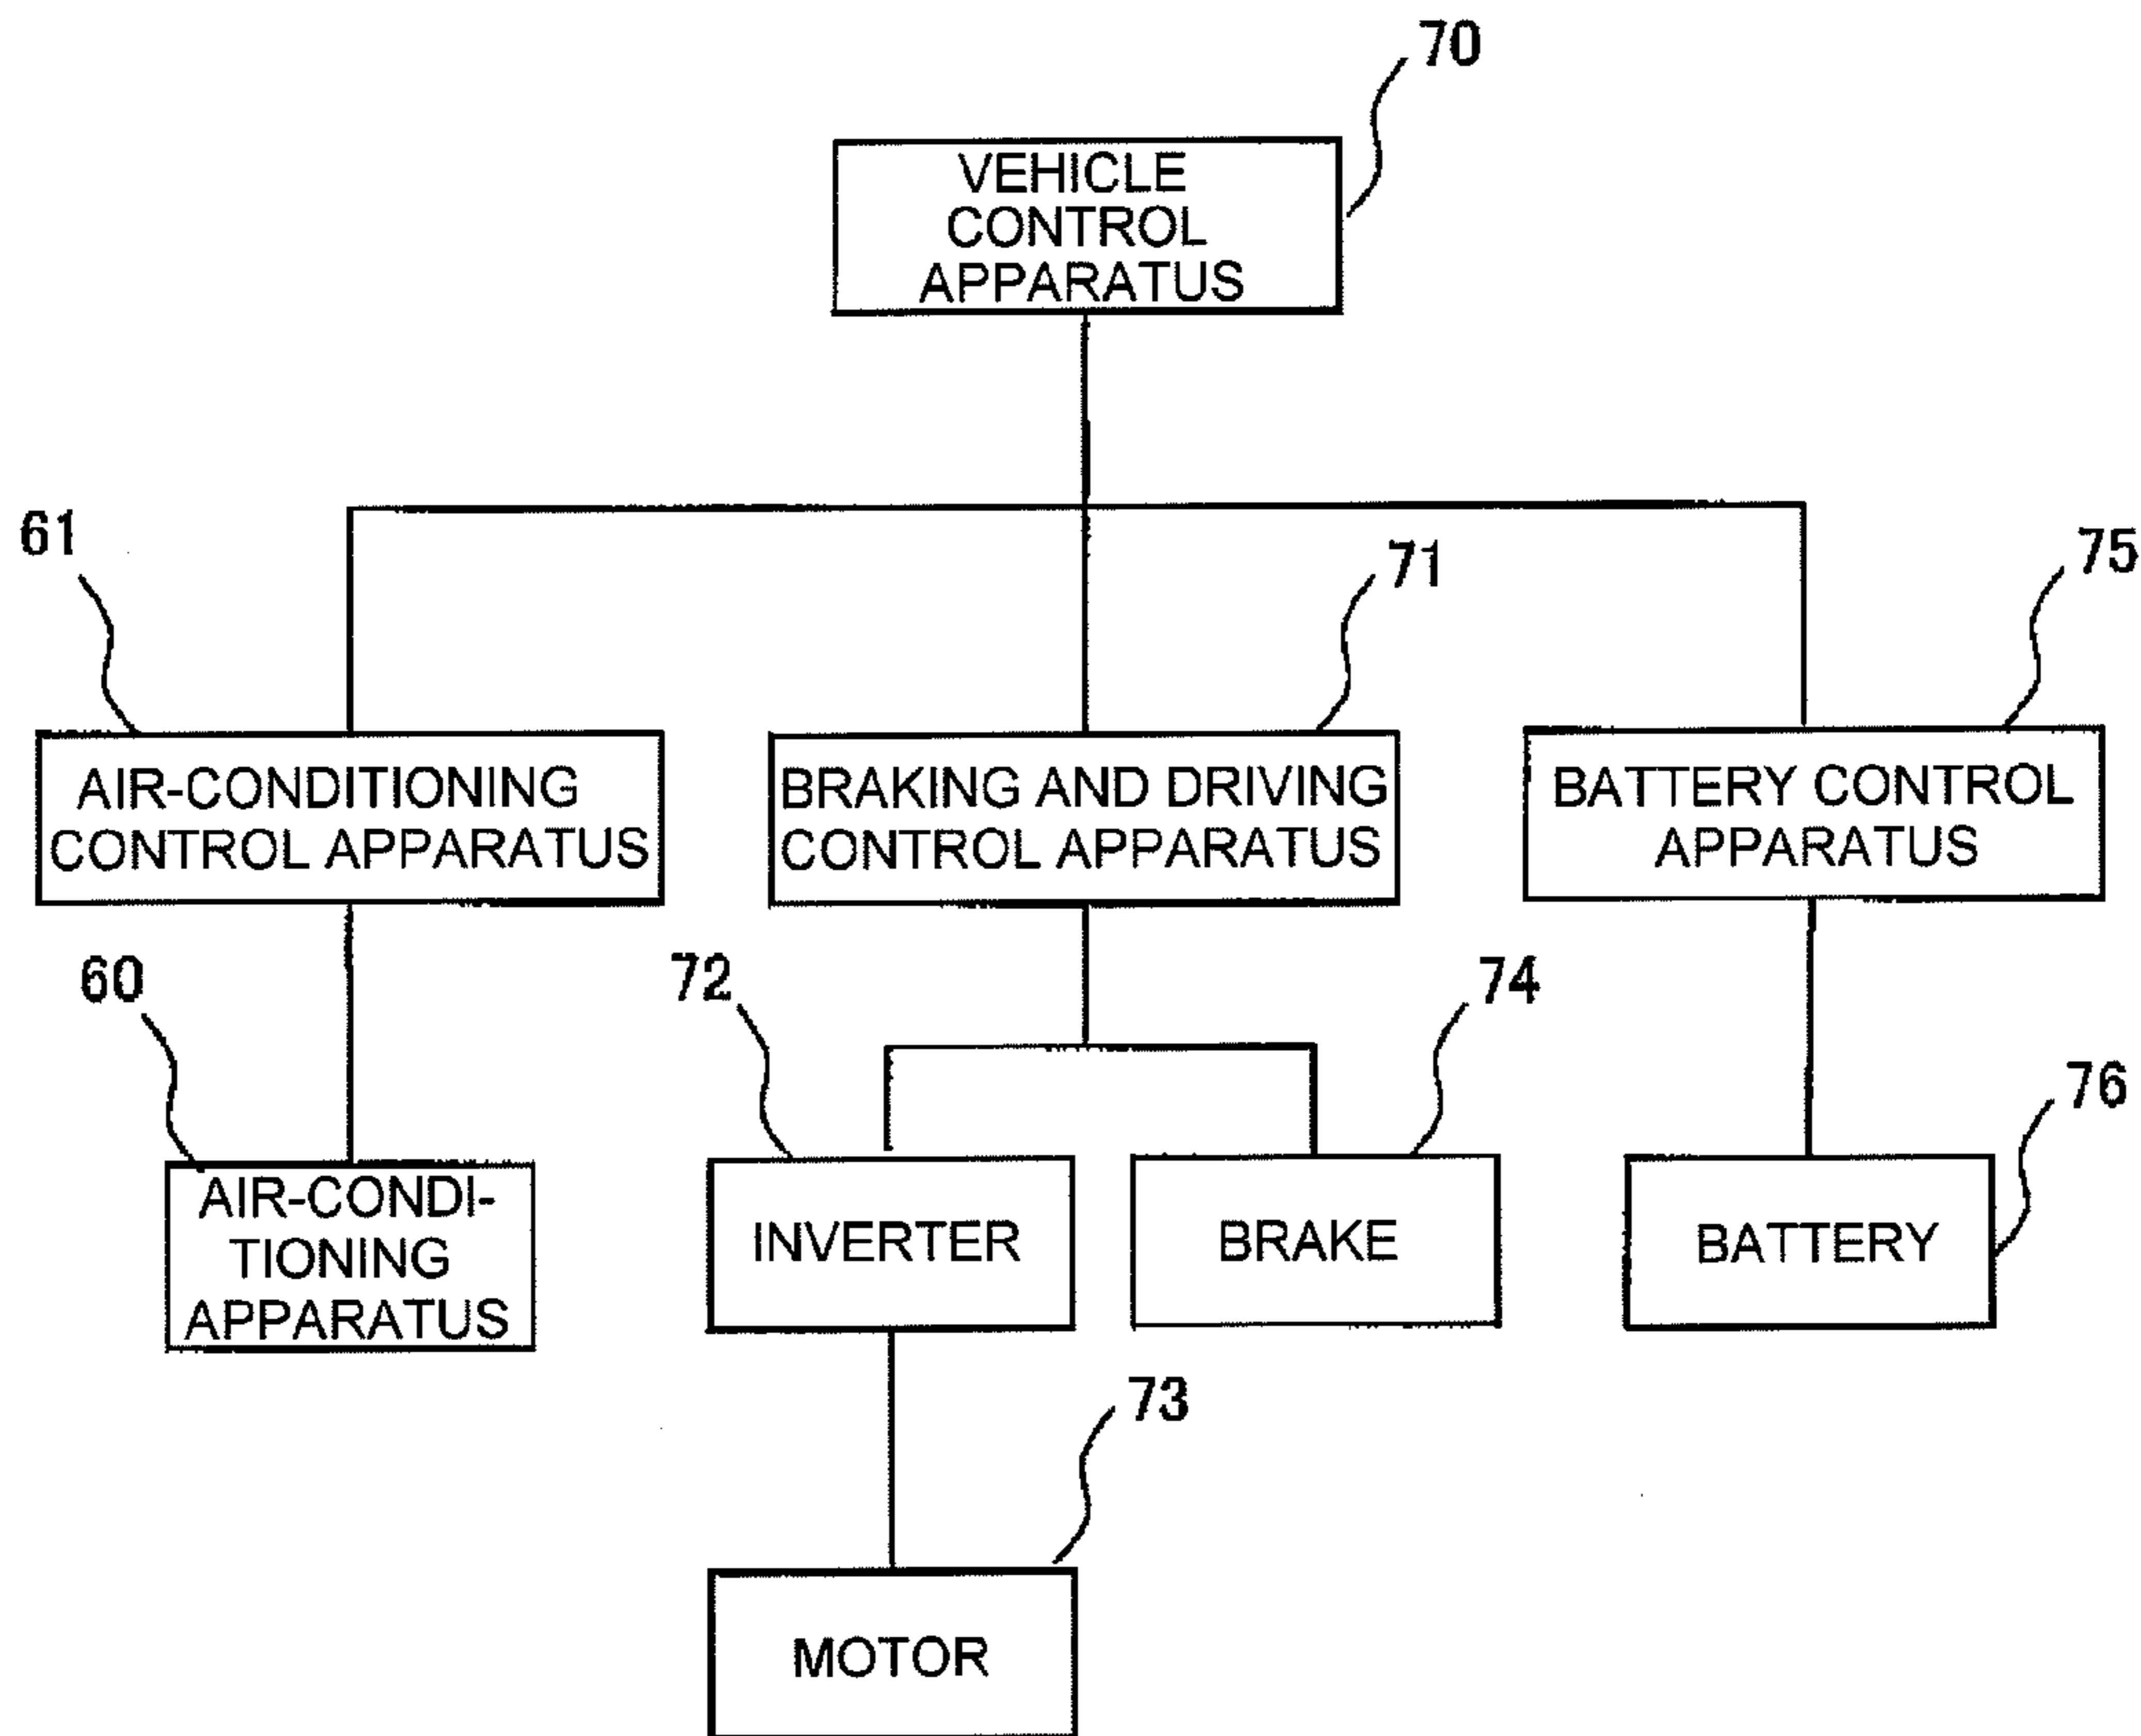 70
VEHICLE
CONTROL
APPARATUS
61
71
75
AIR-CONDITIONING
CONTROL APPARATUS
BRAKING AND DRIVING
CONTROL APPARATUS
BATTERY CONTROL
APPARATUS
60
72
74
76
AIR-CONDI-
TIONING
APPARATUS
INVERTER
BRAKE
BATTERY
73
MOTOR